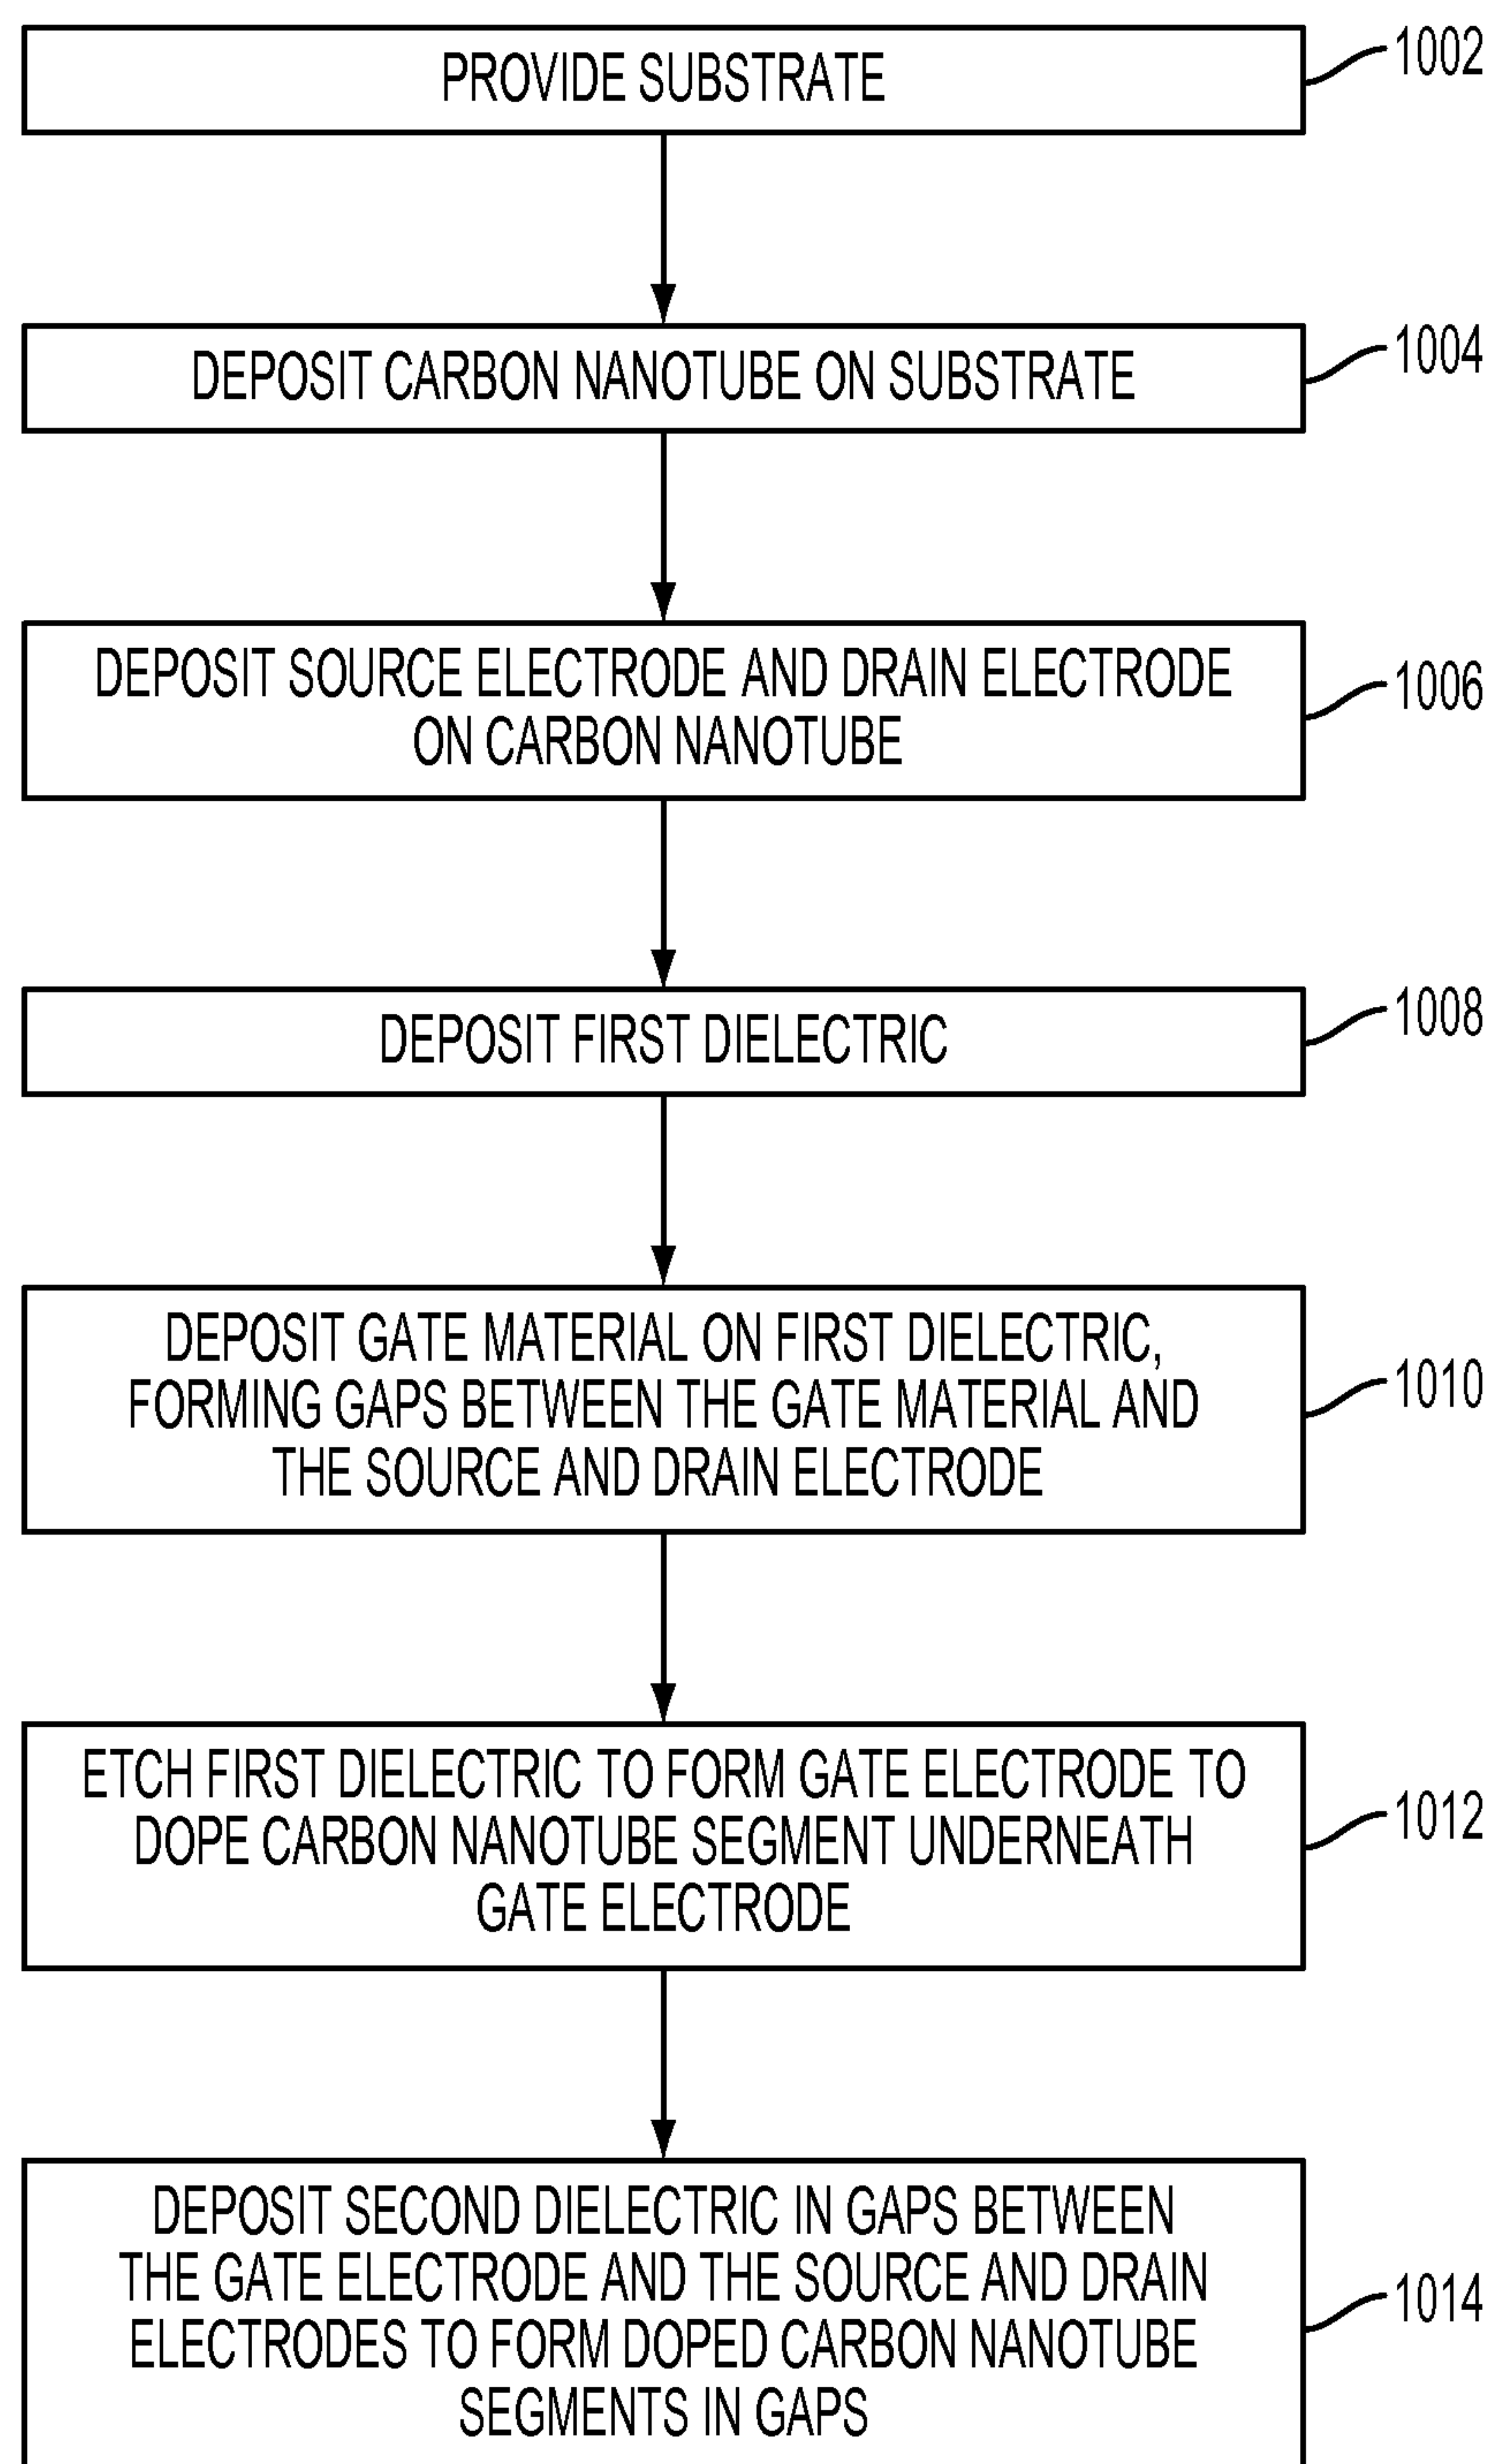 PROVIDE SUBSTRATE
1002
DEPOSIT CARBON NANOTUBE ON SUBSTRATE
1004
DEPOSIT SOURCE ELECTRODE AND DRAIN ELECTRODE
ON CARBON NANOTUBE
1006
DEPOSIT FIRST DIELECTRIC
1008
DEPOSIT GATE MATERIAL ON FIRST DIELECTRIC,
FORMING GAPS BETWEEN THE GATE MATERIAL AND
THE SOURCE AND DRAIN ELECTRODE
1010
ETCH FIRST DIELECTRIC TO FORM GATE ELECTRODE TO
DOPE CARBON NANOTUBE SEGMENT UNDERNEATH
GATE ELECTRODE
1012
DEPOSIT SECOND DIELECTRIC IN GAPS BETWEEN
THE GATE ELECTRODE AND THE SOURCE AND DRAIN
ELECTRODES TO FORM DOPED CARBON NANOTUBE
SEGMENTS IN GAPS
1014